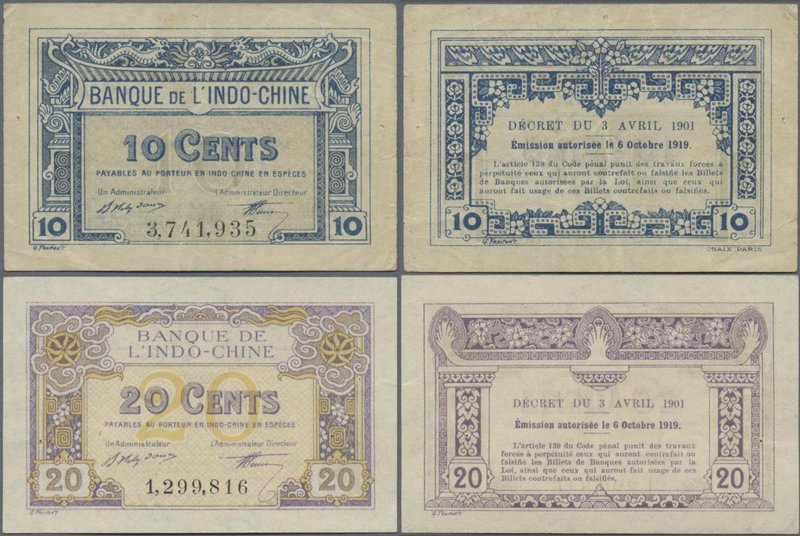 BANQUE DE L'INDO-CHINE
10 CENTS
PAYABLES AU PORTEUR EN INDO-CHINE EN ESPÈCES
Un Administrateur L'Administrateur Directeur
3,741,935
10 10
DÉCRET DU 3 AVRIL 1901
Émission autorisée le 6 Octobre 1919.
L'article 139 du Code pénal punit des travaux forcés à
perpétuité ceux qui auront contrefait ou falsifié les Billets
de Banques autorisées par la Loi, ainsi que ceux qui
auront fait usage de ces Billets contrefaits ou falsifiés.
10 10
CHAIX PARIS
BANQUE DE
L'INDO-CHINE
20
20 CENTS
PAYABLES AU PORTEUR EN INDO-CHINE EN ESPÈCES
Un Administrateur L'Administrateur Directeur
1,299,816
20 20
DÉCRET DU 3 AVRIL 1901
Émission autorisée le 6 Octobre 1919.
L'article 139 du Code pénal punit des travaux
forcés à perpétuité ceux qui auront contrefait ou
falsifié les Billets de Banques autorisées par la
Loi, ainsi que ceux qui auront fait usage de ces
Billets contrefaits ou falsifiés.
20 20